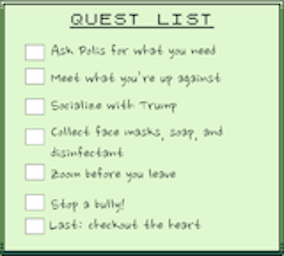 QUEST LIST
Ask Polis for what you need
Meet what you're up against
Socialize with Trump
Collect face masks, soap, and
disinfectant
Zoom before you leave
Stop a bully!
Last: checkout the heart